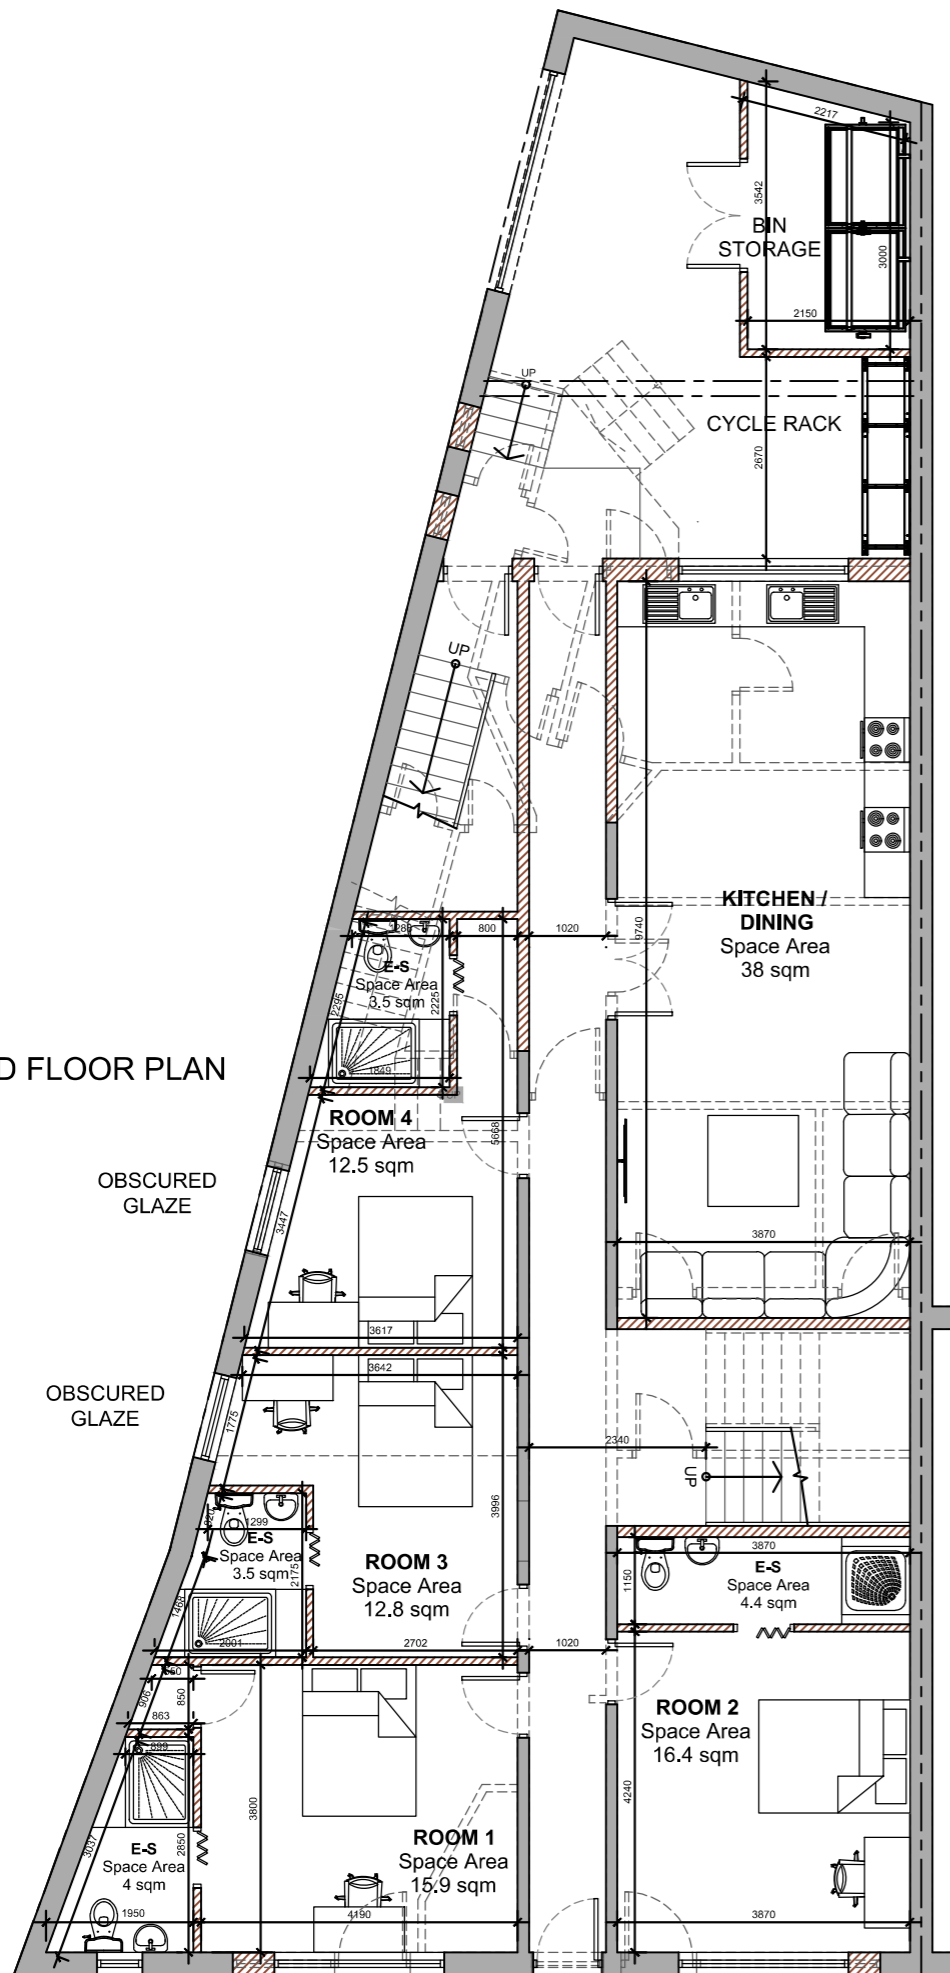 2217
3542
BIN
STORAGE
3000
2150
UP
CYCLE RACK
2670
UP
KITCHEN /
DINING
Space Area
38 sqm
9740
800
1020
E-S
Space Area
3.5 sqm
2295
2225
1849
D FLOOR PLAN
ROOM 4
Space Area
12.5 sqm
5668
OBSCURED
GLAZE
3447
3870
3617
3642
OBSCURED
GLAZE
1775
2340
UP
3996
1299
E-S
Space Area
3.5 sqm
2175
1468
2001
ROOM 3
Space Area
12.8 sqm
2702
1020
3870
1150
E-S
Space Area
4.4 sqm
906
850
863
899
ROOM 2
Space Area
16.4 sqm
3800
4240
3037
2850
E-S
Space Area
4 sqm
ROOM 1
Space Area
15.9 sqm
1950
4190
3870